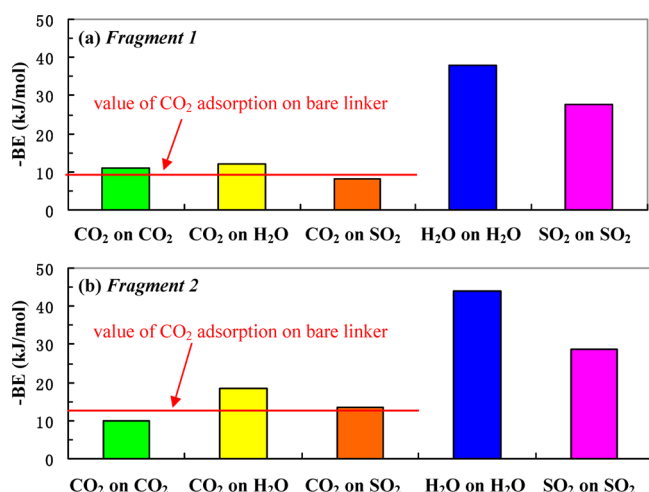 (a) Fragment 1
value of CO₂ adsorption on bare linker
-BE (kJ/mol)
50
40
30
20
10
0
CO₂ on CO₂ CO₂ on H₂O CO₂ on SO₂ H₂O on H₂O SO₂ on SO₂
(b) Fragment 2
value of CO₂ adsorption on bare linker
-BE (kJ/mol)
50
40
30
20
10
0
CO₂ on CO₂ CO₂ on H₂O CO₂ on SO₂ H₂O on H₂O SO₂ on SO₂